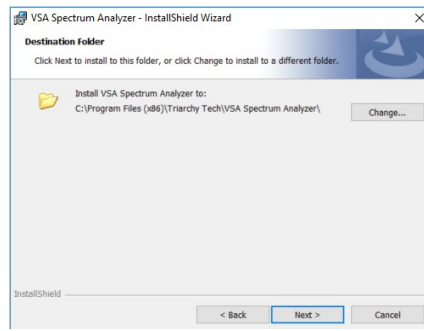 VSA Spectrum Analyzer - InstallShield Wizard
Destination Folder
Click Next to install to this folder, or click Change to install to a different folder.
Install VSA Spectrum Analyzer to:
C:\Program Files (x86)\Triarchy Tech\VSA Spectrum Analyzer\
Change...
InstallShield
< Back Next > Cancel